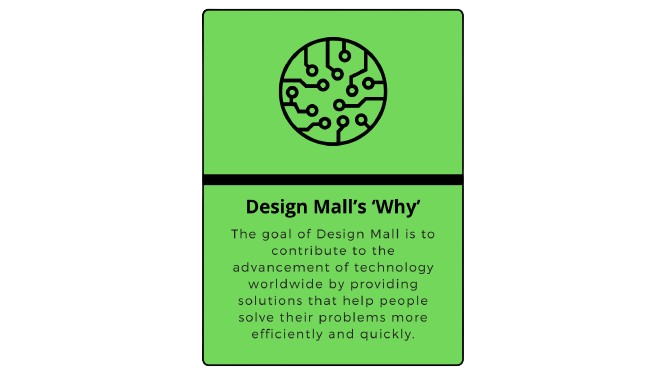 Design Mall’s ‘Why’
The goal of Design Mall is to
contribute to the
advancement of technology
worldwide by providing
solutions that help people
solve their problems more
efficiently and quickly.